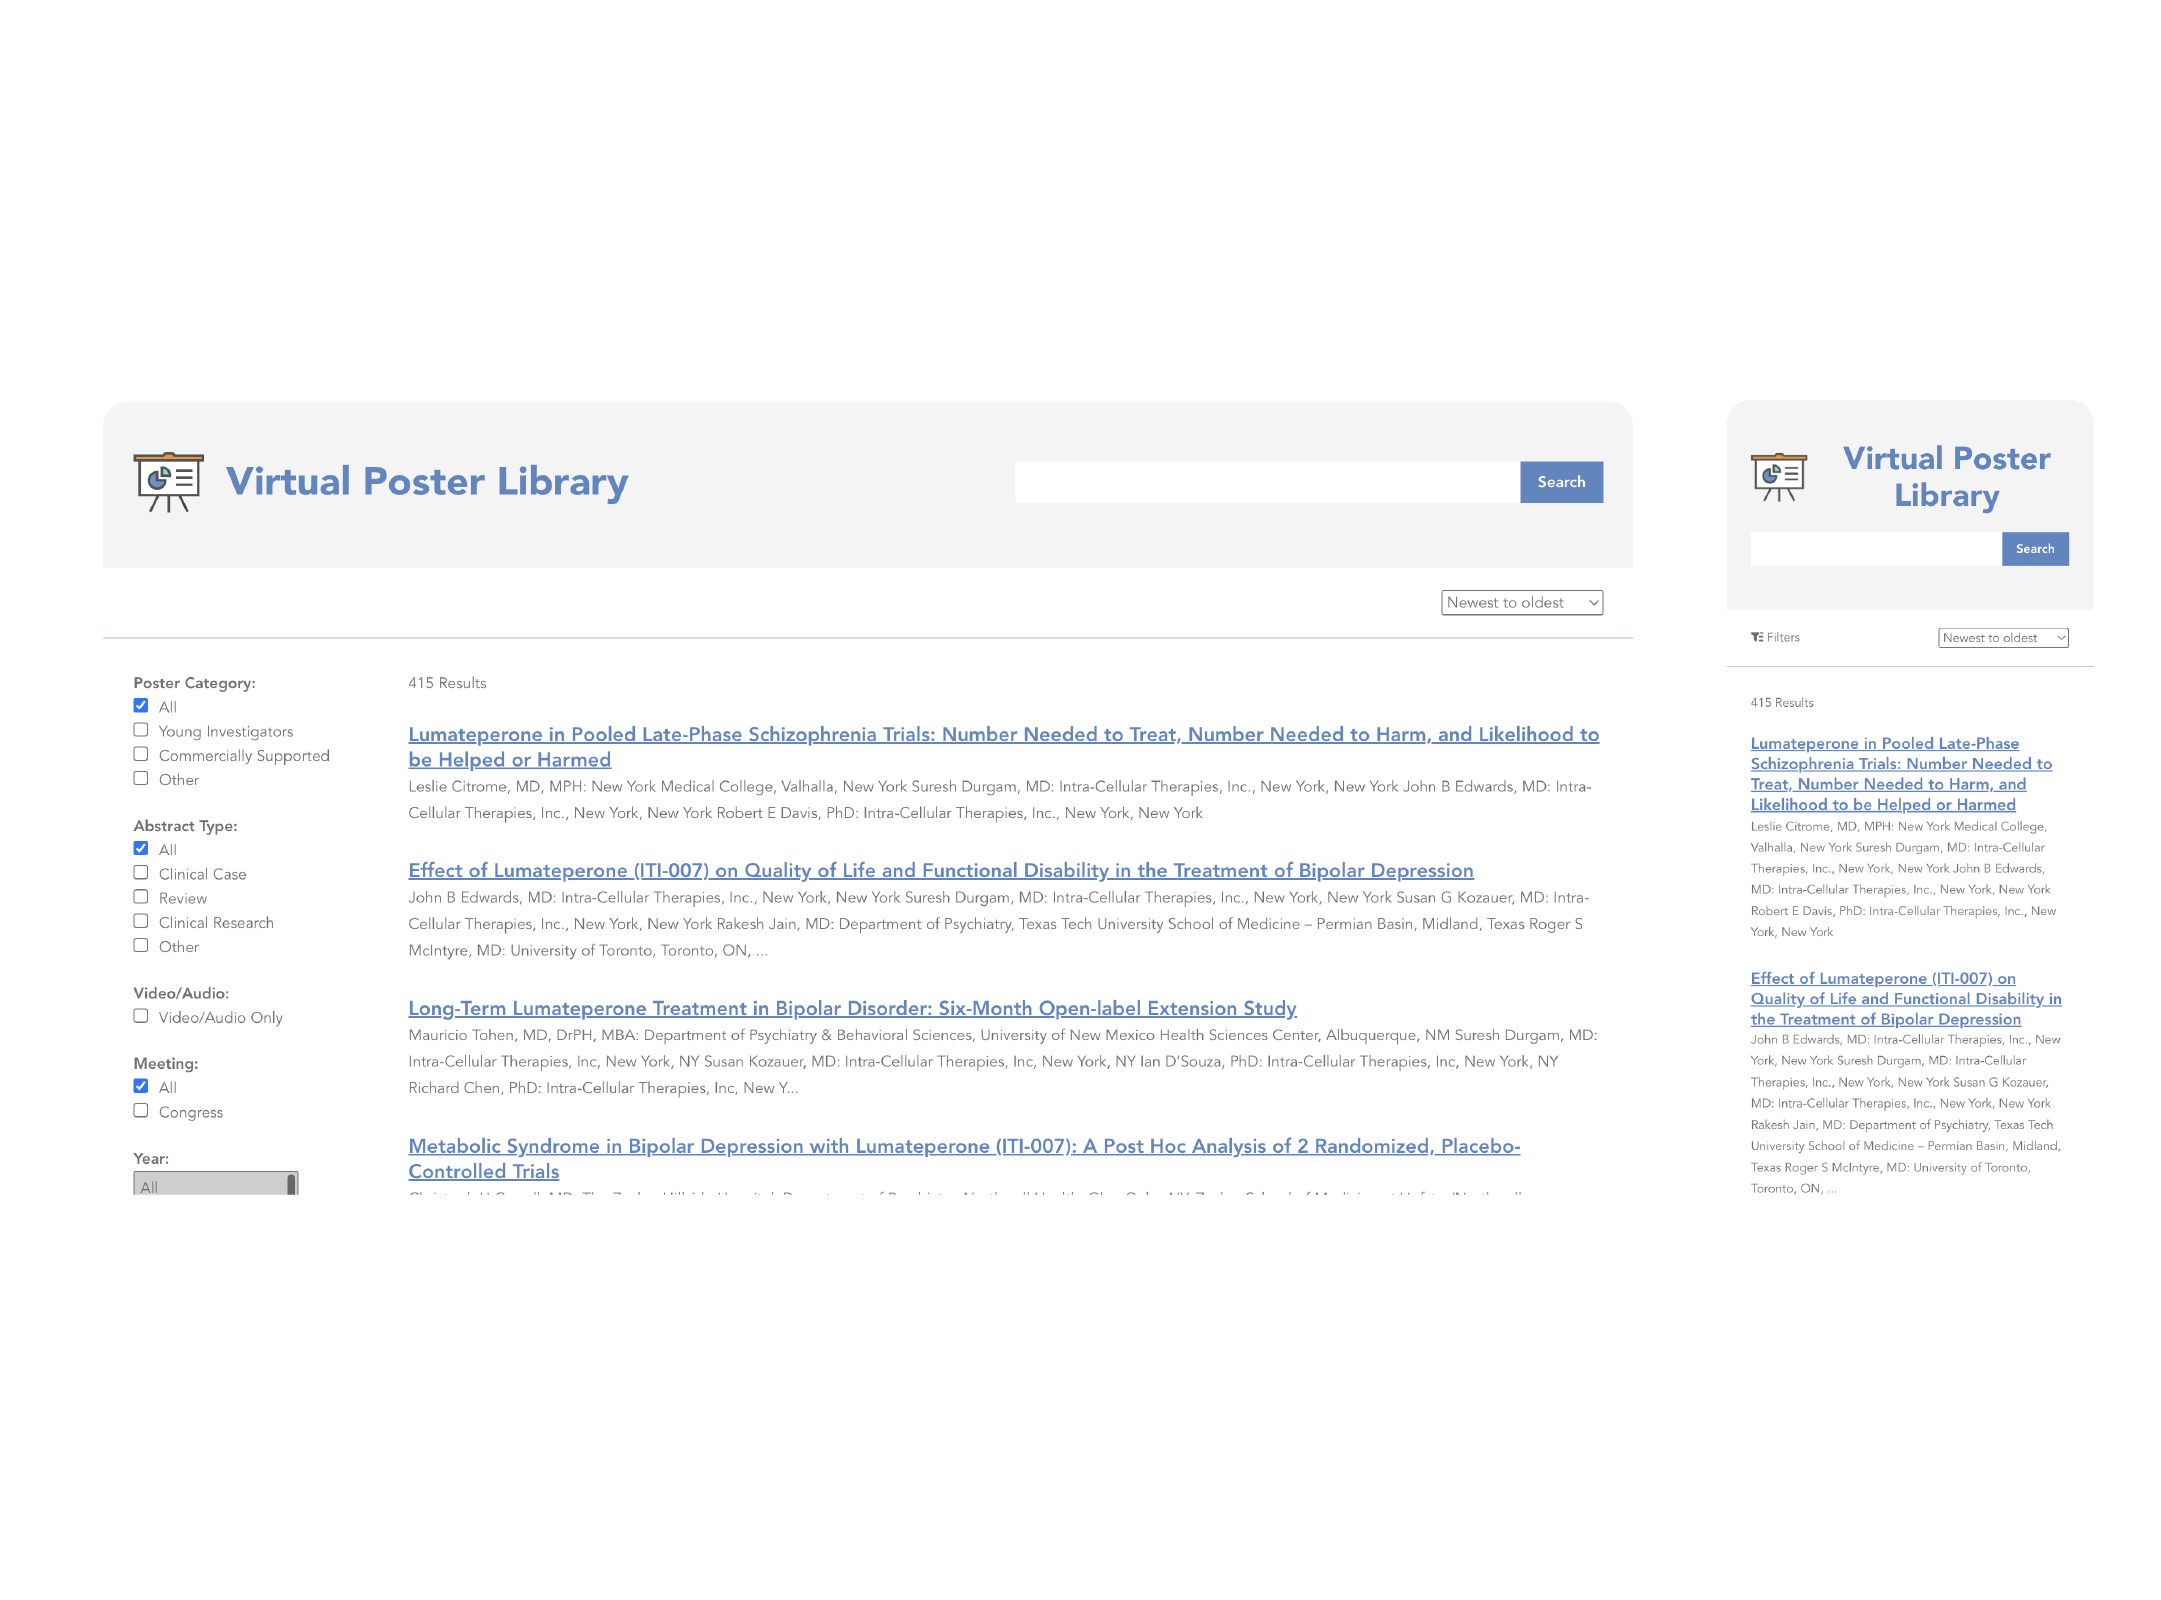 Virtual Poster Library
Search
Newest to oldest
Poster Category:
All
Young Investigators
Commercially Supported
Other
Abstract Type:
All
Clinical Case
Review
Clinical Research
Other
Video/Audio:
Video/Audio Only
Meeting:
All
Congress
Year:
All
415 Results
Lumateperone in Pooled Late-Phase Schizophrenia Trials: Number Needed to Treat, Number Needed to Harm, and Likelihood to
be Helped or Harmed
Leslie Citrome, MD, MPH: New York Medical College, Valhalla, New York Suresh Durgam, MD: Intra-Cellular Therapies, Inc., New York, New York John B Edwards, MD: Intra-
Cellular Therapies, Inc., New York, New York Robert E Davis, PhD: Intra-Cellular Therapies, Inc., New York, New York
Effect of Lumateperone (ITI-007) on Quality of Life and Functional Disability in the Treatment of Bipolar Depression
John B Edwards, MD: Intra-Cellular Therapies, Inc., New York, New York Suresh Durgam, MD: Intra-Cellular Therapies, Inc., New York, New York Susan G Kozauer, MD: Intra-
Cellular Therapies, Inc., New York, New York Rakesh Jain, MD: Department of Psychiatry, Texas Tech University School of Medicine – Permian Basin, Midland, Texas Roger S
McIntyre, MD: University of Toronto, Toronto, ON, ...
Long-Term Lumateperone Treatment in Bipolar Disorder: Six-Month Open-label Extension Study
Mauricio Tohen, MD, DrPH, MBA: Department of Psychiatry & Behavioral Sciences, University of New Mexico Health Sciences Center, Albuquerque, NM Suresh Durgam, MD:
Intra-Cellular Therapies, Inc, New York, NY Susan Kozauer, MD: Intra-Cellular Therapies, Inc, New York, NY Ian D’Souza, PhD: Intra-Cellular Therapies, Inc, New York, NY
Richard Chen, PhD: Intra-Cellular Therapies, Inc, New Y...
Metabolic Syndrome in Bipolar Depression with Lumateperone (ITI-007): A Post Hoc Analysis of 2 Randomized, Placebo-
Controlled Trials
Virtual Poster
Library
Search
Filters
Newest to oldest
415 Results
Lumateperone in Pooled Late-Phase
Schizophrenia Trials: Number Needed to
Treat, Number Needed to Harm, and
Likelihood to be Helped or Harmed
Leslie Citrome, MD, MPH: New York Medical College,
Valhalla, New York Suresh Durgam, MD: Intra-Cellular
Therapies, Inc., New York, New York John B Edwards,
MD: Intra-Cellular Therapies, Inc., New York, New York
Robert E Davis, PhD: Intra-Cellular Therapies, Inc., New
York, New York
Effect of Lumateperone (ITI-007) on
Quality of Life and Functional Disability in
the Treatment of Bipolar Depression
John B Edwards, MD: Intra-Cellular Therapies, Inc., New
York, New York Suresh Durgam, MD: Intra-Cellular
Therapies, Inc., New York, New York Susan G Kozauer,
MD: Intra-Cellular Therapies, Inc., New York, New York
Rakesh Jain, MD: Department of Psychiatry, Texas Tech
University School of Medicine – Permian Basin, Midland,
Texas Roger S McIntyre, MD: University of Toronto,
Toronto, ON, ...